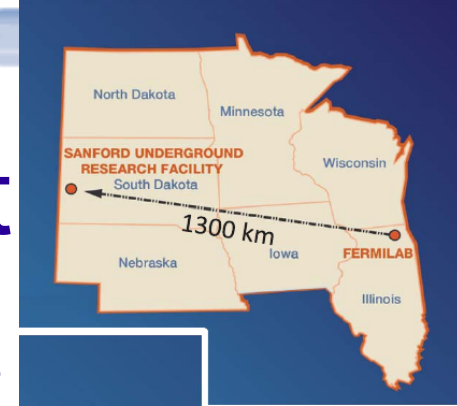 North Dakota
Minnesota
SANFORD UNDERGROUND
RESEARCH FACILITY
South Dakota
Wisconsin
1300 km
Nebraska
Iowa
FERMILAB
Illinois
t